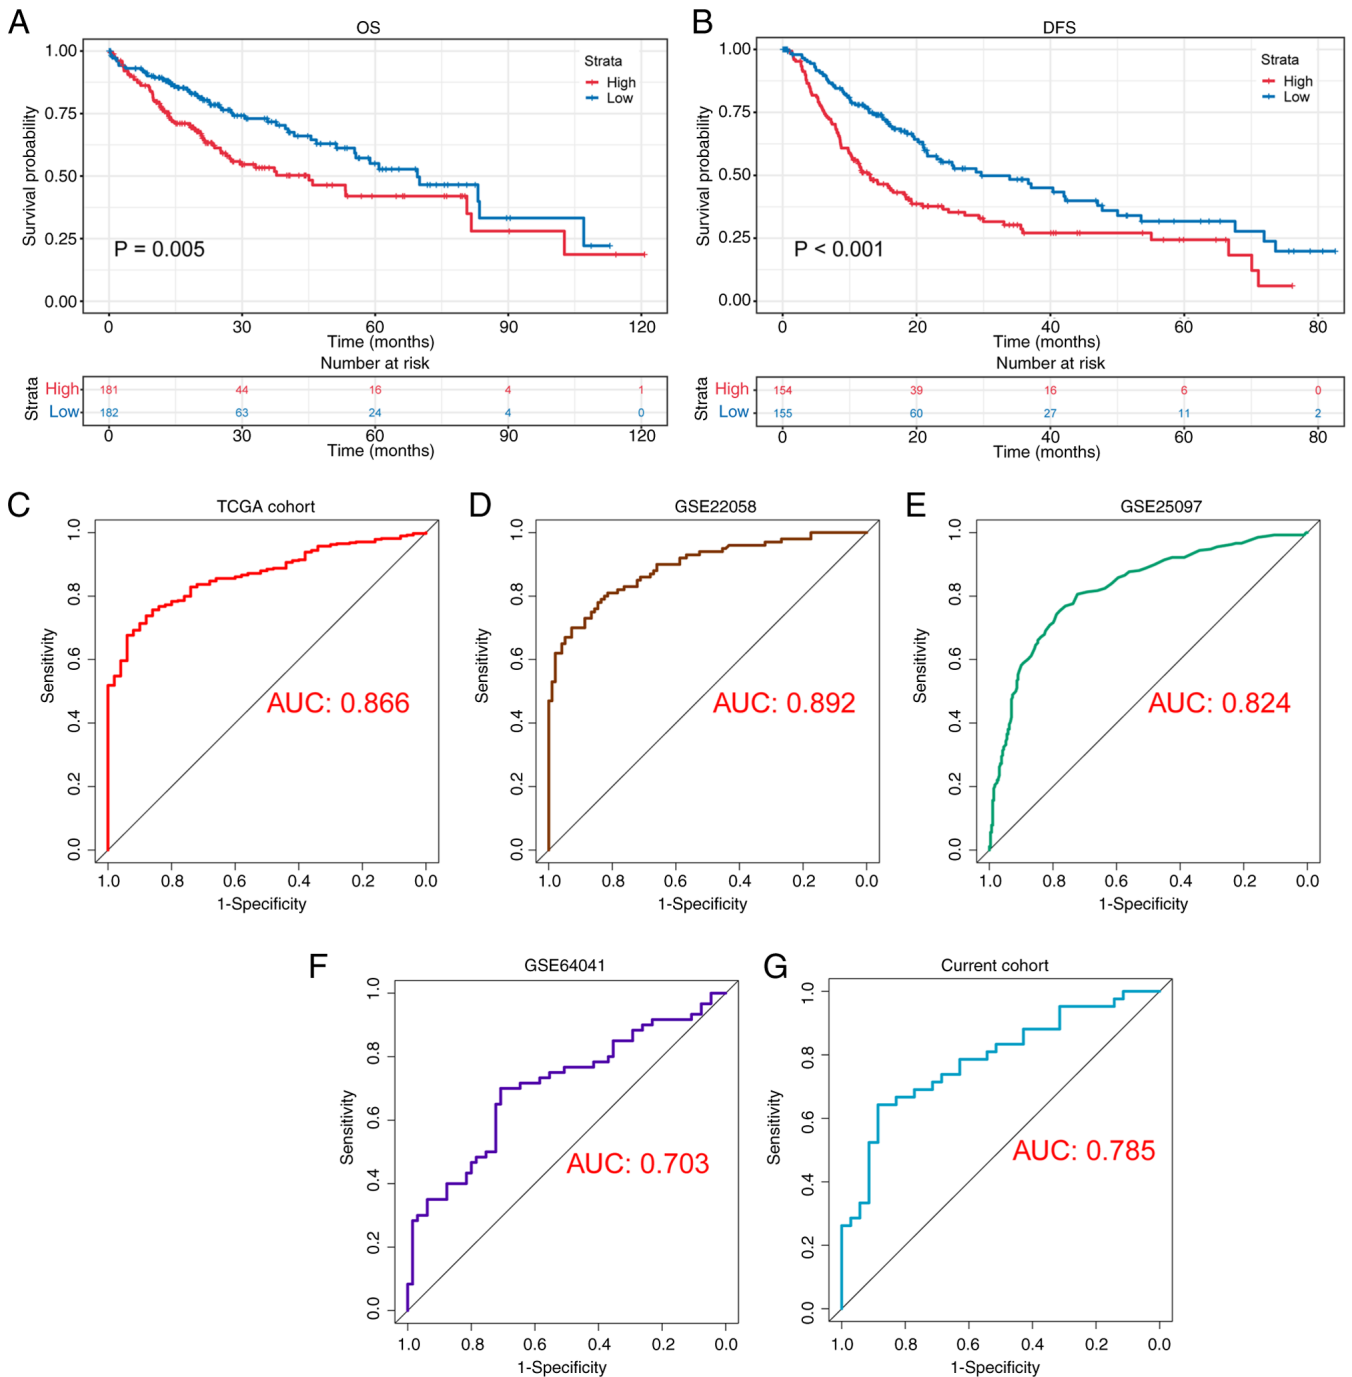 A
OS
Survival probability
1.00
0.75
0.50
0.25
0.00
Strata
High
Low
P = 0.005
0 30 60 90 120
Time (months)
Number at risk
Strata
High 181 44 16 4 1
Low 182 63 24 4 0
0 30 60 90 120
Time (months)
B
DFS
Survival probability
1.00
0.75
0.50
0.25
0.00
Strata
High
Low
P < 0.001
0 20 40 60 80
Time (months)
Number at risk
Strata
High 154 39 16 6 0
Low 155 60 27 11 2
0 20 40 60 80
Time (months)
C
TCGA cohort
Sensitivity
1.0
0.8
0.6
0.4
0.2
0.0
AUC: 0.866
1.0 0.8 0.6 0.4 0.2 0.0
1-Specificity
D
GSE22058
Sensitivity
1.0
0.8
0.6
0.4
0.2
0.0
AUC: 0.892
1.0 0.8 0.6 0.4 0.2 0.0
1-Specificity
E
GSE25097
Sensitivity
1.0
0.8
0.6
0.4
0.2
0.0
AUC: 0.824
1.0 0.8 0.6 0.4 0.2 0.0
1-Specificity
F
GSE64041
Sensitivity
1.0
0.8
0.6
0.4
0.2
0.0
AUC: 0.703
1.0 0.8 0.6 0.4 0.2 0.0
1-Specificity
G
Current cohort
Sensitivity
1.0
0.8
0.6
0.4
0.2
0.0
AUC: 0.785
1.0 0.8 0.6 0.4 0.2 0.0
1-Specificity